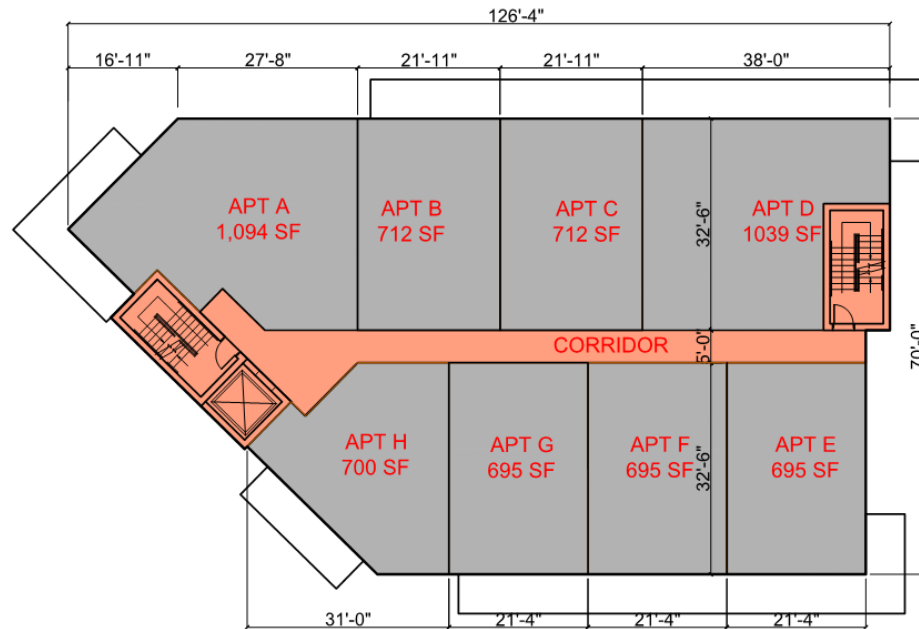 126'-4"
16'-11"
27'-8"
21'-11"
21'-11"
38'-0"
APT A
1,094 SF
APT B
712 SF
APT C
712 SF
32'-6"
APT D
1039 SF
CORRIDOR
5'-0"
70'-0"
APT H
700 SF
APT G
695 SF
APT F
695 SF
32'-6"
APT E
695 SF
31'-0"
21'-4"
21'-4"
21'-4"